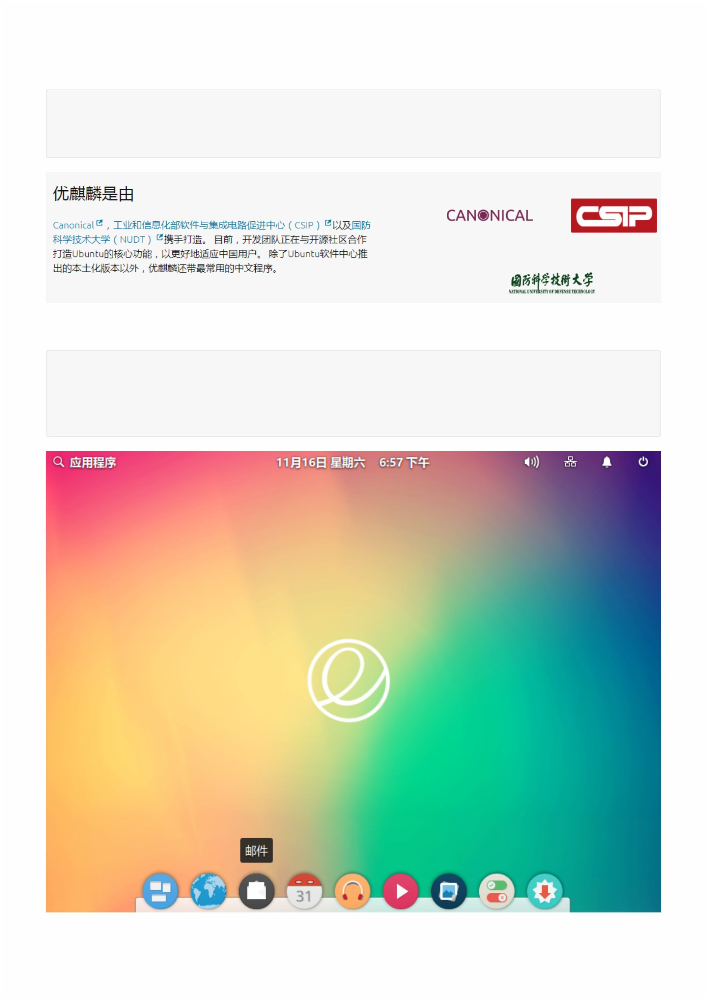 优麒麟是由
Canonical，工业和信息化部软件与集成电路促进中心（CSIP）以及国防
科学技术大学（NUDT）携手打造。 目前，开发团队正在与开源社区合作
打造Ubuntu的核心功能，以更好地适应中国用户。 除了Ubuntu软件中心推
出的本土化版本以外，优麒麟还带最常用的中文程序。
CANONICAL
CSIP
國防科学技術大学
NATIONAL UNIVERSITY OF DEFENSE TECHNOLOGY
应用程序
11月16日 星期六 6:57 下午
邮件
31